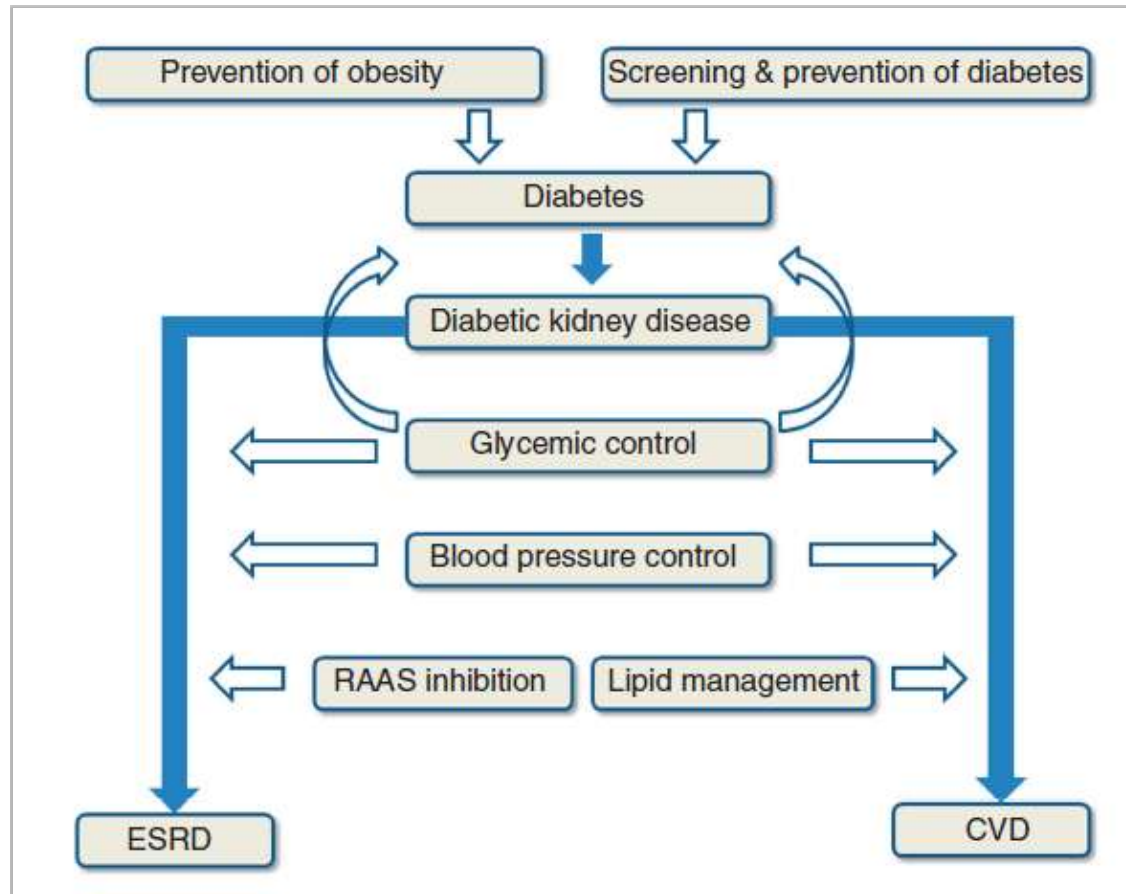 Prevention of obesity
Screening & prevention of diabetes
Diabetes
Diabetic kidney disease
Glycemic control
Blood pressure control
RAAS inhibition
Lipid management
ESRD
CVD